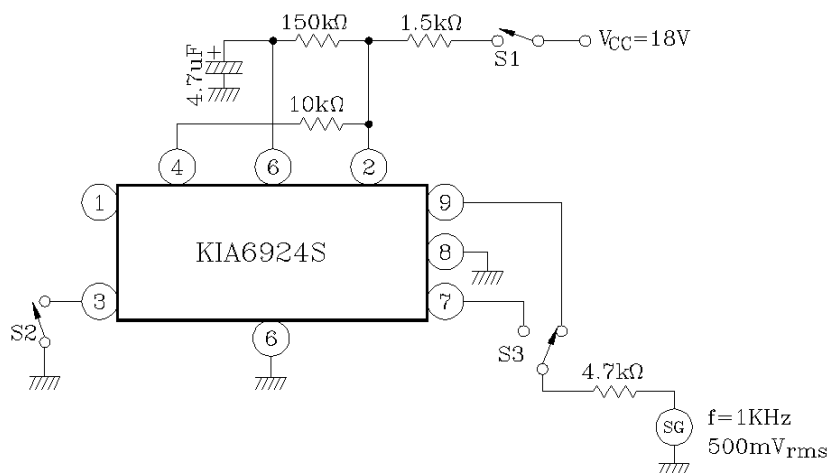 150kΩ
1.5kΩ
4.7uF
+
S1
VCC=18V
10kΩ
4
6
2
1
9
KIA6924S
8
3
7
S2
6
S3
4.7kΩ
SG
f=1KHz
500mVrms